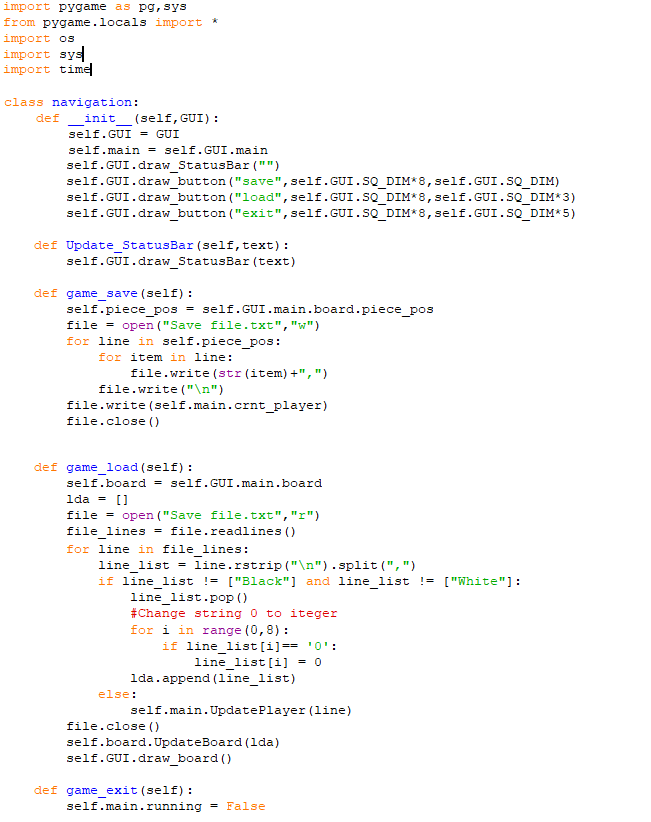 import pygame as pg,sys
from pygame.locals import *
import os
import sys
import time
class navigation:
    def __init__(self,GUI):
        self.GUI = GUI
        self.main = self.GUI.main
        self.GUI.draw_StatusBar("")
        self.GUI.draw_button("save",self.GUI.SQ_DIM*8,self.GUI.SQ_DIM)
        self.GUI.draw_button("load",self.GUI.SQ_DIM*8,self.GUI.SQ_DIM*3)
        self.GUI.draw_button("exit",self.GUI.SQ_DIM*8,self.GUI.SQ_DIM*5)
    def Update_StatusBar(self,text):
        self.GUI.draw_StatusBar(text)
    def game_save(self):
        self.piece_pos = self.GUI.main.board.piece_pos
        file = open("Save file.txt","w")
        for line in self.piece_pos:
            for item in line:
                file.write(str(item)+",")
            file.write("\n")
        file.write(self.main.crnt_player)
        file.close()
    def game_load(self):
        self.board = self.GUI.main.board
        lda = []
        file = open("Save file.txt","r")
        file_lines = file.readlines()
        for line in file_lines:
            line_list = line.rstrip("\n").split(",")
            if line_list != ["Black"] and line_list != ["White"]:
                line_list.pop()
                #Change string 0 to iteger
                for i in range(0,8):
                    if line_list[i]== '0':
                        line_list[i] = 0
                lda.append(line_list)
            else:
                self.main.UpdatePlayer(line)
        file.close()
        self.board.UpdateBoard(lda)
        self.GUI.draw_board()
    def game_exit(self):
        self.main.running = False